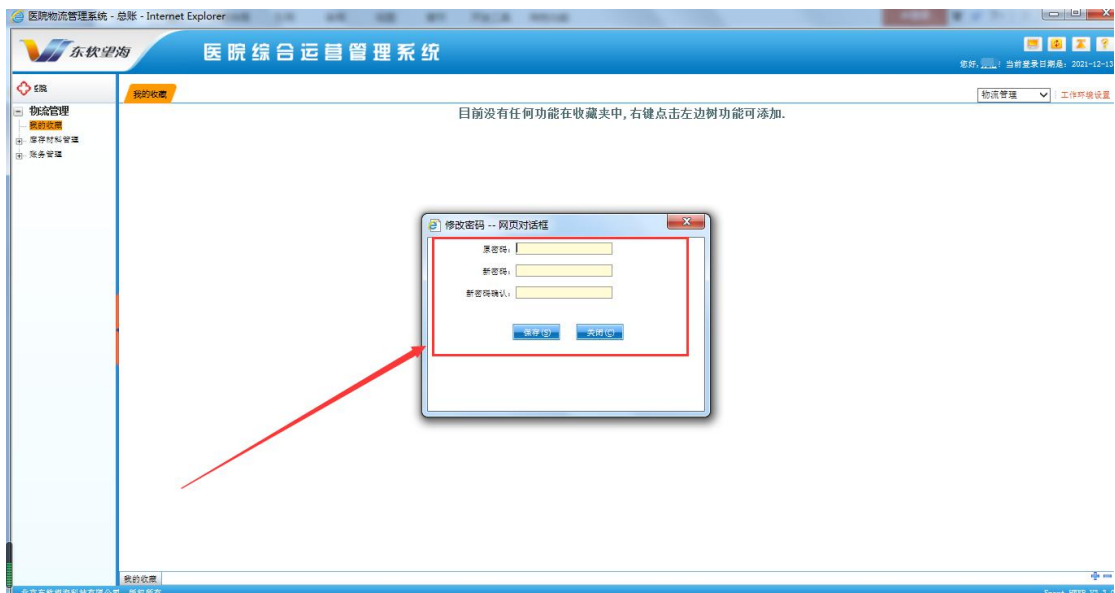 医院物流管理系统 - 总账 - Internet Explorer
东软望海
医院综合运营管理系统
您好, ! 当前登录日期是: 2021-12-13
我的收藏
物流管理
工作环境设置
物流管理
我的收藏
库存材料管理
账务管理
目前没有任何功能在收藏夹中, 右键点击左边树功能可添加.
修改密码 -- 网页对话框
原密码:
新密码:
新密码确认:
保存(S) 关闭(C)
我的收藏